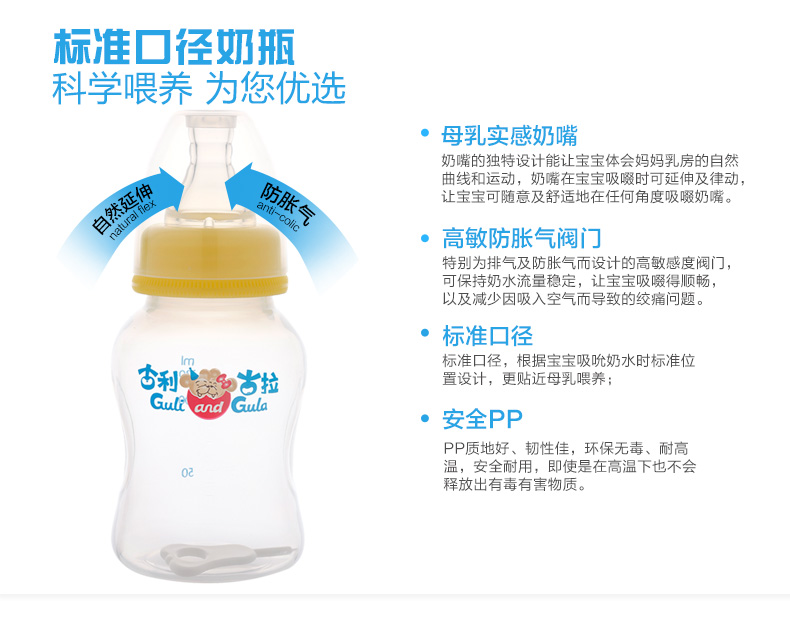 标准口径奶瓶
科学喂养 为您优选
自然延伸
natural flex
防胀气
anti-colic
古利 古拉
Guli and Gula
ml
50
母乳实感奶嘴
奶嘴的独特设计能让宝宝体会妈妈乳房的自然
曲线和运动，奶嘴在宝宝吸啜时可延伸及律动，
让宝宝可随意及舒适地在任何角度吸啜奶嘴。
高敏防胀气阀门
特别为排气及防胀气而设计的高敏感度阀门，
可保持奶水流量稳定，让宝宝吸啜得顺畅，
以及减少因吸入空气而导致的绞痛问题。
标准口径
标准口径，根据宝宝吸吮奶水时标准位
置设计，更贴近母乳喂养；
安全PP
PP质地好、韧性佳，环保无毒、耐高
温，安全耐用，即使是在高温下也不会
释放出有毒有害物质。